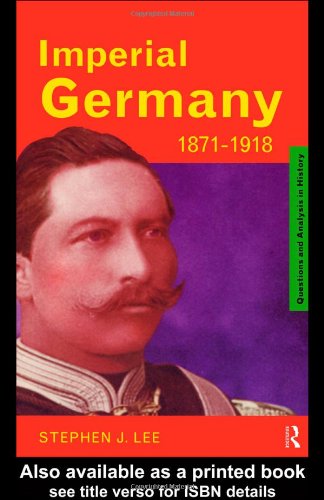 Imperial
Germany
1871-1918
Questions and Analysis in History
STEPHEN J. LEE
Also available as a printed book
see title verso for ISBN details